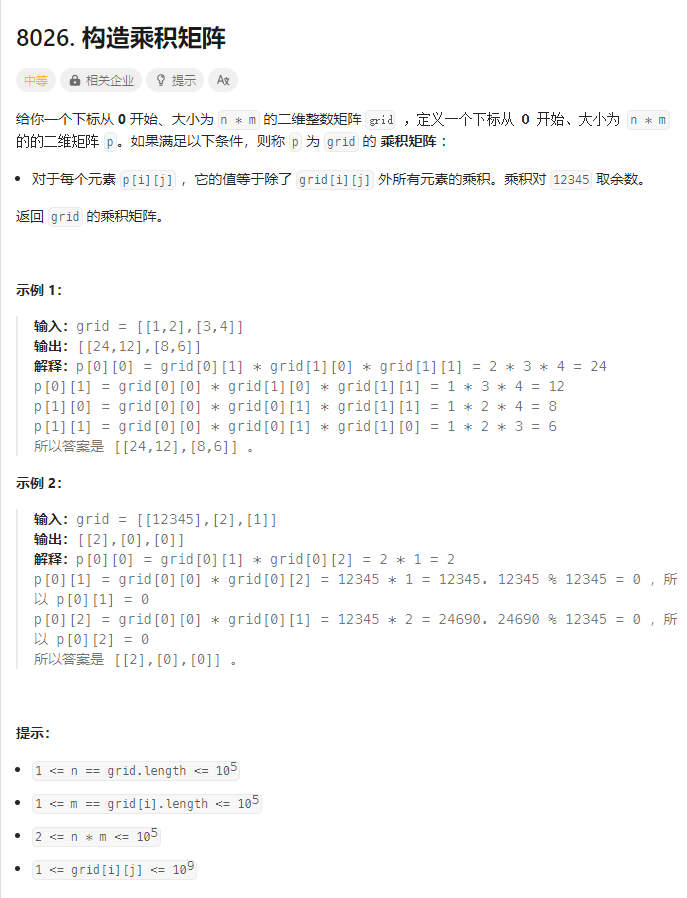 8026. 构造乘积矩阵
中等 相关企业 提示 A文
给你一个下标从 0 开始、大小为 n * m 的二维整数矩阵 grid ，定义一个下标从 0 开始、大小为 n * m
的的二维矩阵 p。如果满足以下条件，则称 p 为 grid 的 乘积矩阵 ：
• 对于每个元素 p[i][j] ，它的值等于除了 grid[i][j] 外所有元素的乘积。乘积对 12345 取余数。
返回 grid 的乘积矩阵。
示例 1：
输入：grid = [[1,2],[3,4]]
输出：[[24,12],[8,6]]
解释：p[0][0] = grid[0][1] * grid[1][0] * grid[1][1] = 2 * 3 * 4 = 24
p[0][1] = grid[0][0] * grid[1][0] * grid[1][1] = 1 * 3 * 4 = 12
p[1][0] = grid[0][0] * grid[0][1] * grid[1][1] = 1 * 2 * 4 = 8
p[1][1] = grid[0][0] * grid[0][1] * grid[1][0] = 1 * 2 * 3 = 6
所以答案是 [[24,12],[8,6]] 。
示例 2：
输入：grid = [[12345],[2],[1]]
输出：[[2],[0],[0]]
解释：p[0][0] = grid[0][1] * grid[0][2] = 2 * 1 = 2
p[0][1] = grid[0][0] * grid[0][2] = 12345 * 1 = 12345. 12345 % 12345 = 0 ，所
以 p[0][1] = 0
p[0][2] = grid[0][0] * grid[0][1] = 12345 * 2 = 24690. 24690 % 12345 = 0 ，所
以 p[0][2] = 0
所以答案是 [[2],[0],[0]] 。
提示：
• 1 <= n == grid.length <= 10⁵
• 1 <= m == grid[i].length <= 10⁵
• 2 <= n * m <= 10⁵
• 1 <= grid[i][j] <= 10⁹